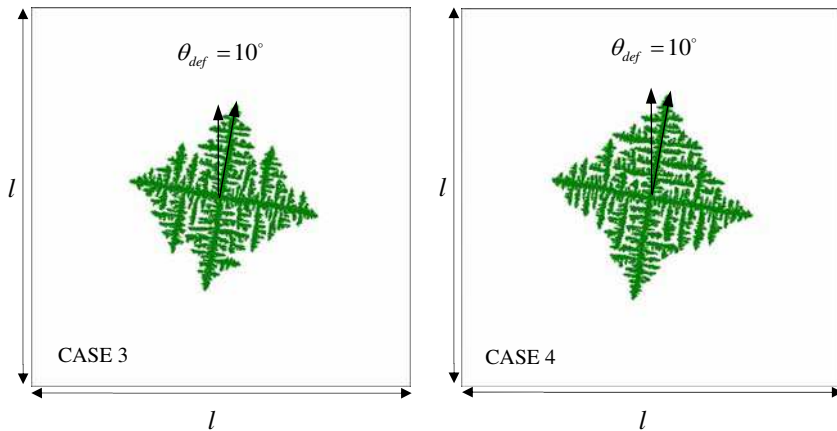 θ_def = 10°
l
CASE 3
l
θ_def = 10°
l
CASE 4
l